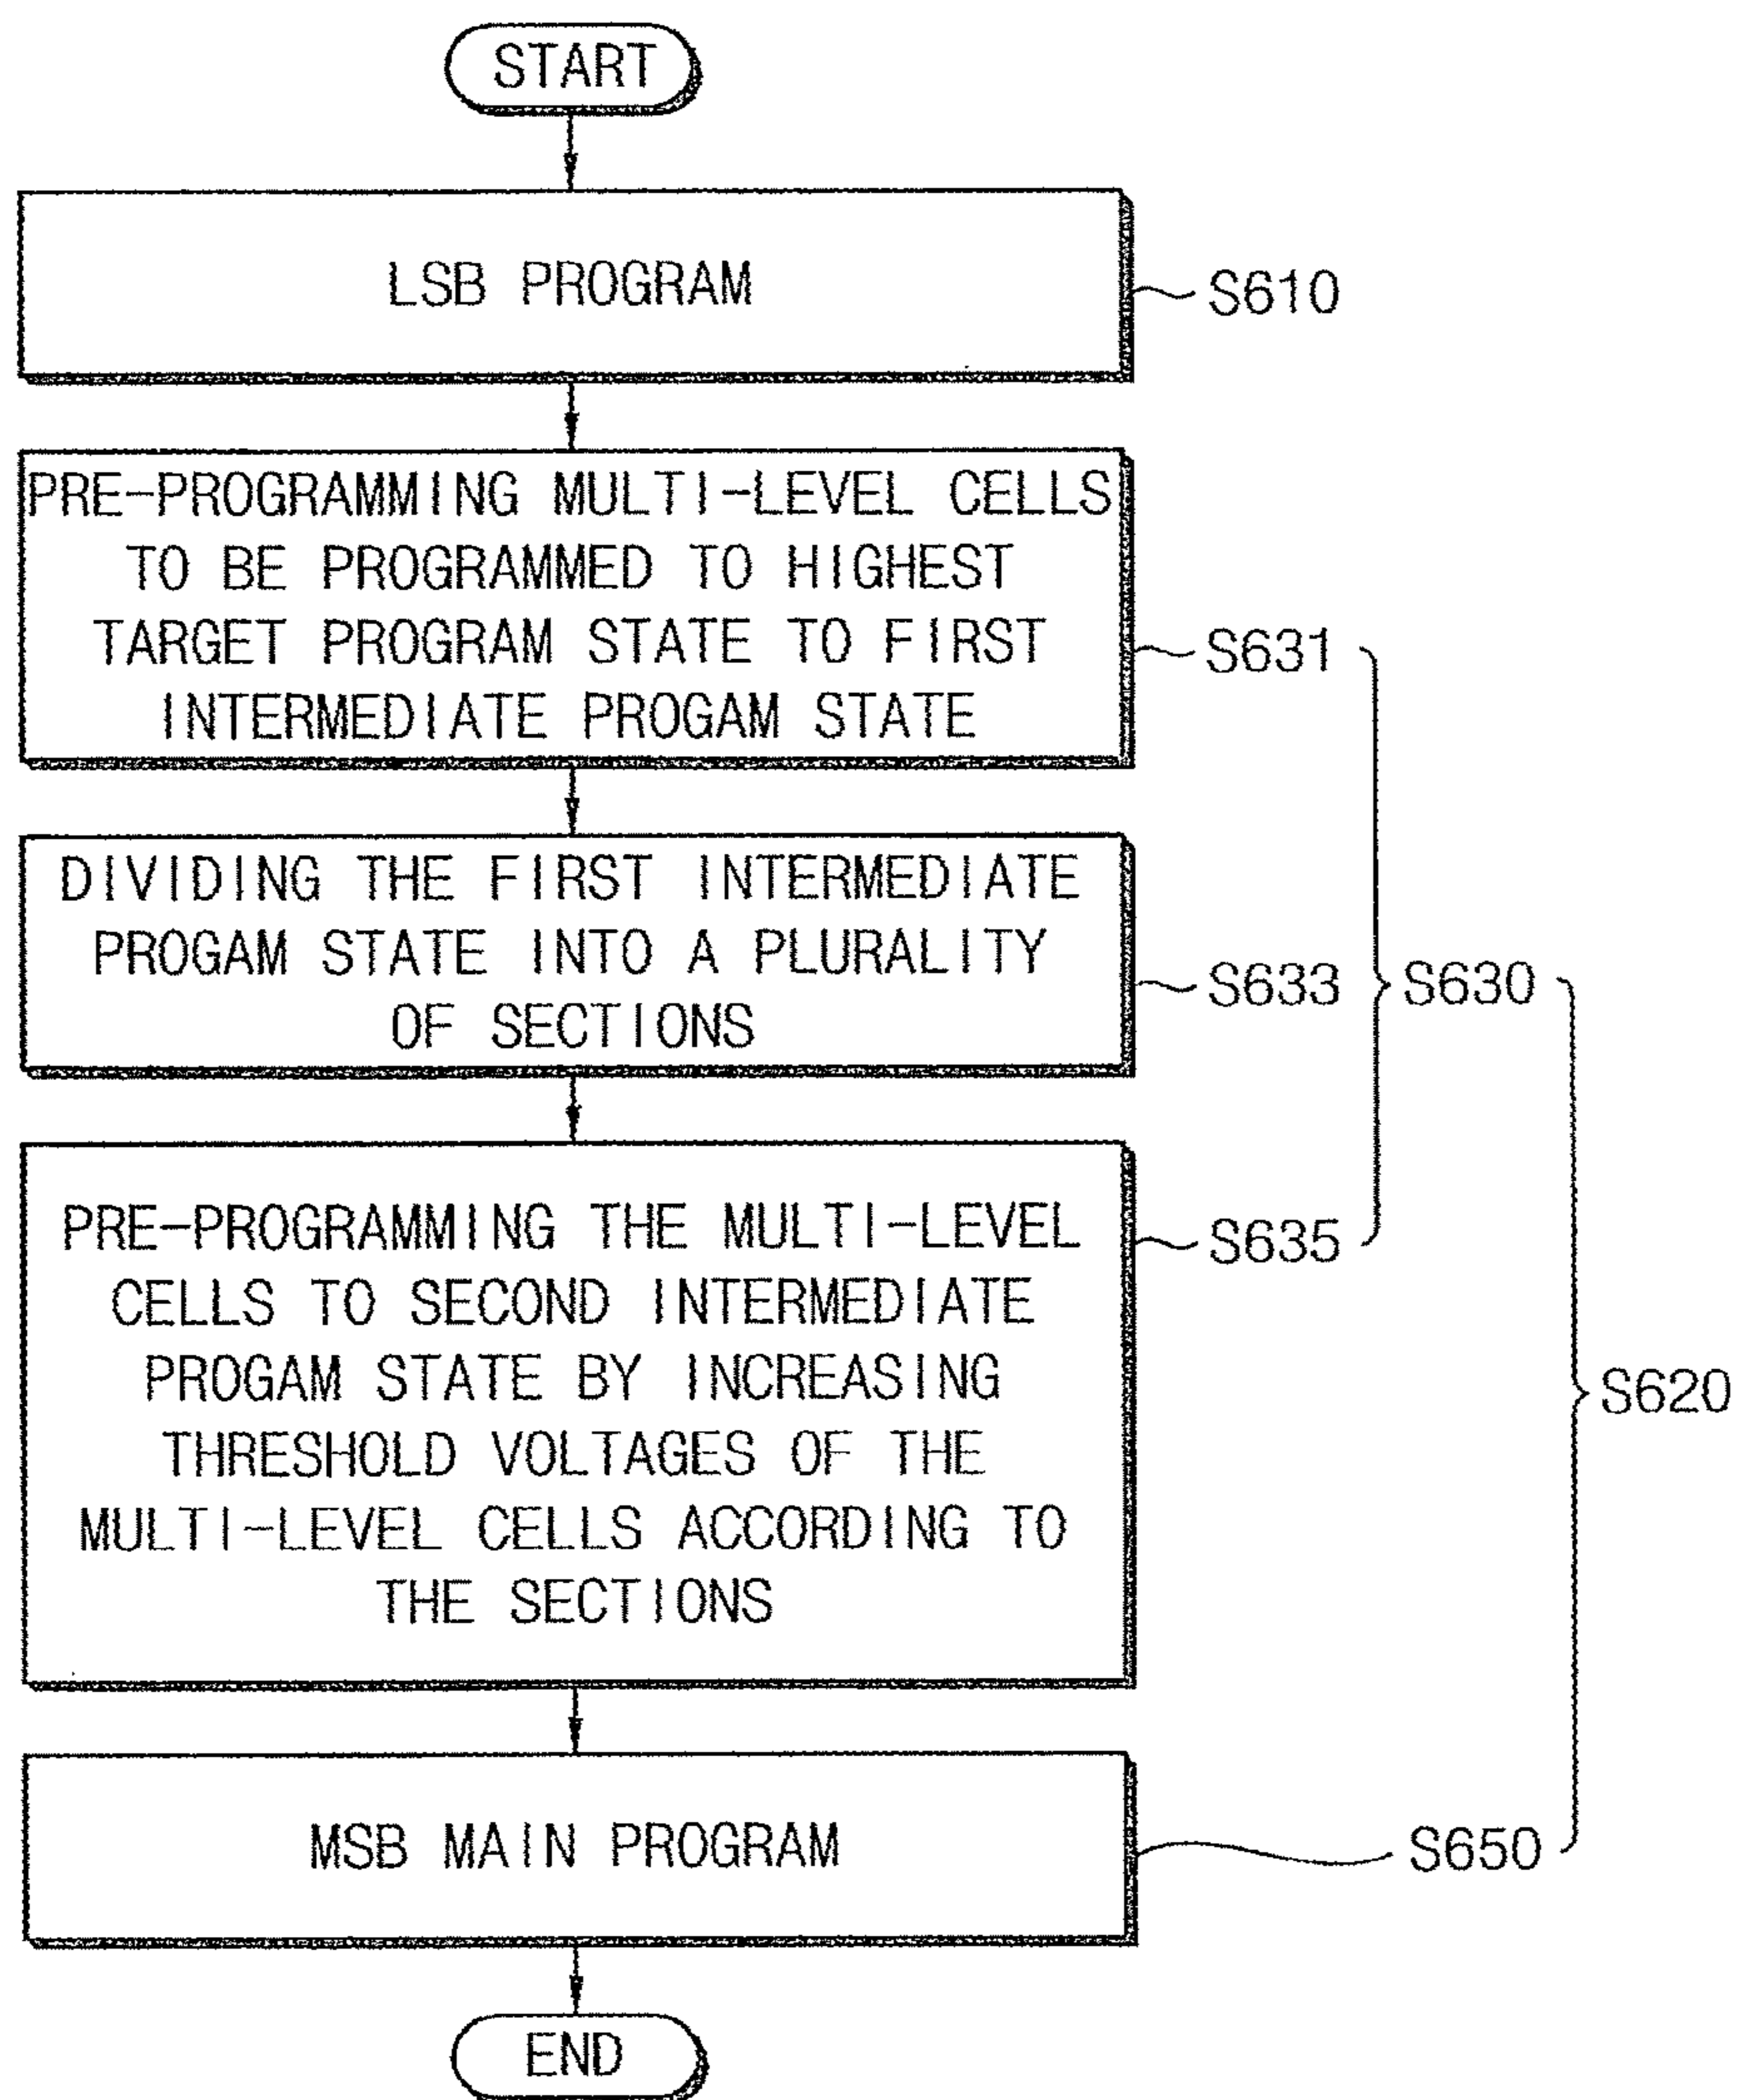 START
LSB PROGRAM
S610
PRE-PROGRAMMING MULTI-LEVEL CELLS
TO BE PROGRAMMED TO HIGHEST
TARGET PROGRAM STATE TO FIRST
INTERMEDIATE PROGAM STATE
S631
DIVIDING THE FIRST INTERMEDIATE
PROGAM STATE INTO A PLURALITY
OF SECTIONS
S633
S630
PRE-PROGRAMMING THE MULTI-LEVEL
CELLS TO SECOND INTERMEDIATE
PROGAM STATE BY INCREASING
THRESHOLD VOLTAGES OF THE
MULTI-LEVEL CELLS ACCORDING TO
THE SECTIONS
S635
S620
MSB MAIN PROGRAM
S650
END